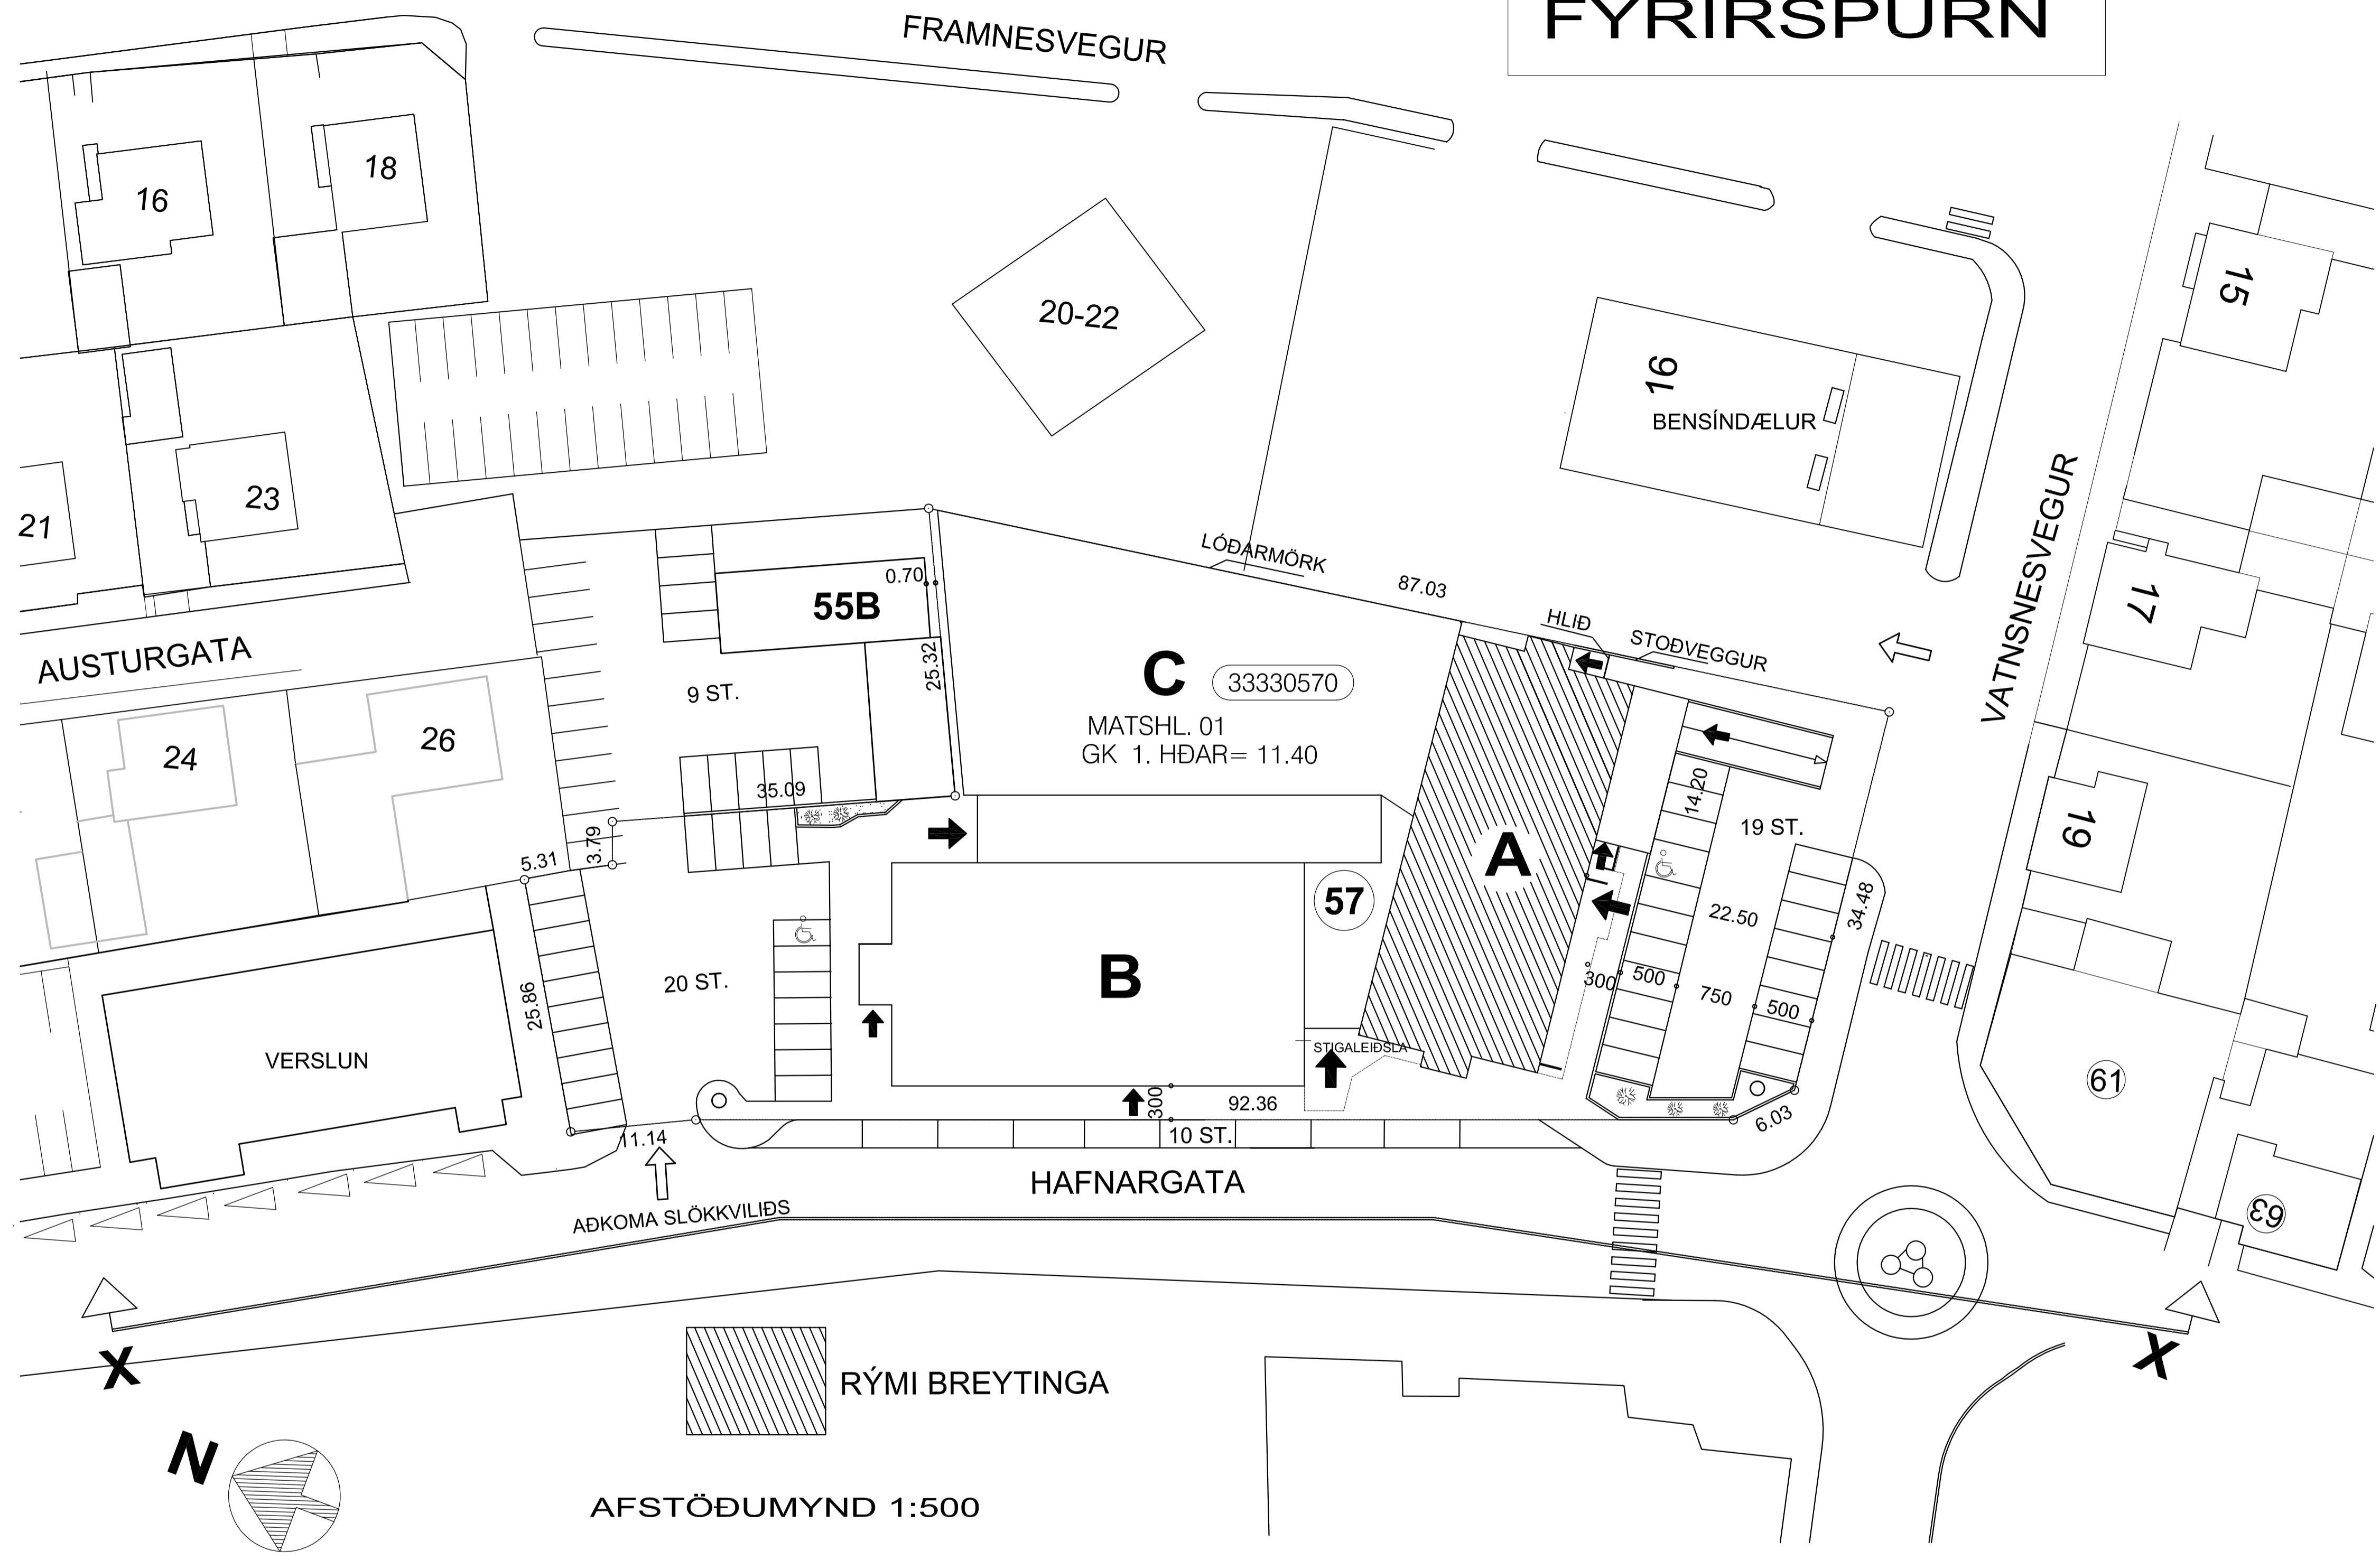 FYRIRSPURN
FRAMNESVEGUR
16
18
20-22
15
16
BENSÍNDÆLUR
21
23
VATNSNESVEGUR
LÓÐARMÖRK
87.03
17
0.70
55B
HLIÐ
STOÐVEGGUR
AUSTURGATA
25.32
C
33330570
9 ST.
MATSHL. 01
GK 1. HÐAR= 11.40
24
26
35.09
14.20
19 ST.
19
3.79
5.31
A
57
34.48
22.50
B
20 ST.
300
500
750
500
25.86
VERSLUN
STIGALEIÐSLA
61
300
92.36
6.03
11.14
10 ST.
HAFNARGATA
AÐKOMA SLÖKKVILIÐS
63
X
X
RÝMI BREYTINGA
N
AFSTÖÐUMYND 1:500